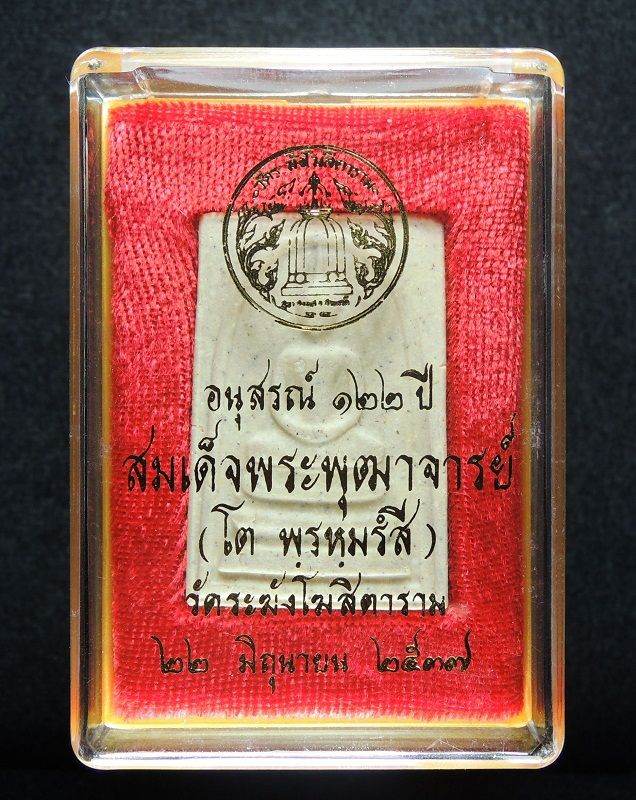 อนุสรณ์ ๑๒๒ ปี
สมเด็จพระพุฒาจารย์
(โต พฺรหฺมรํสี)
วัดระฆังโฆสิตาราม
๒๒ มิถุนายน ๒๕๓๗